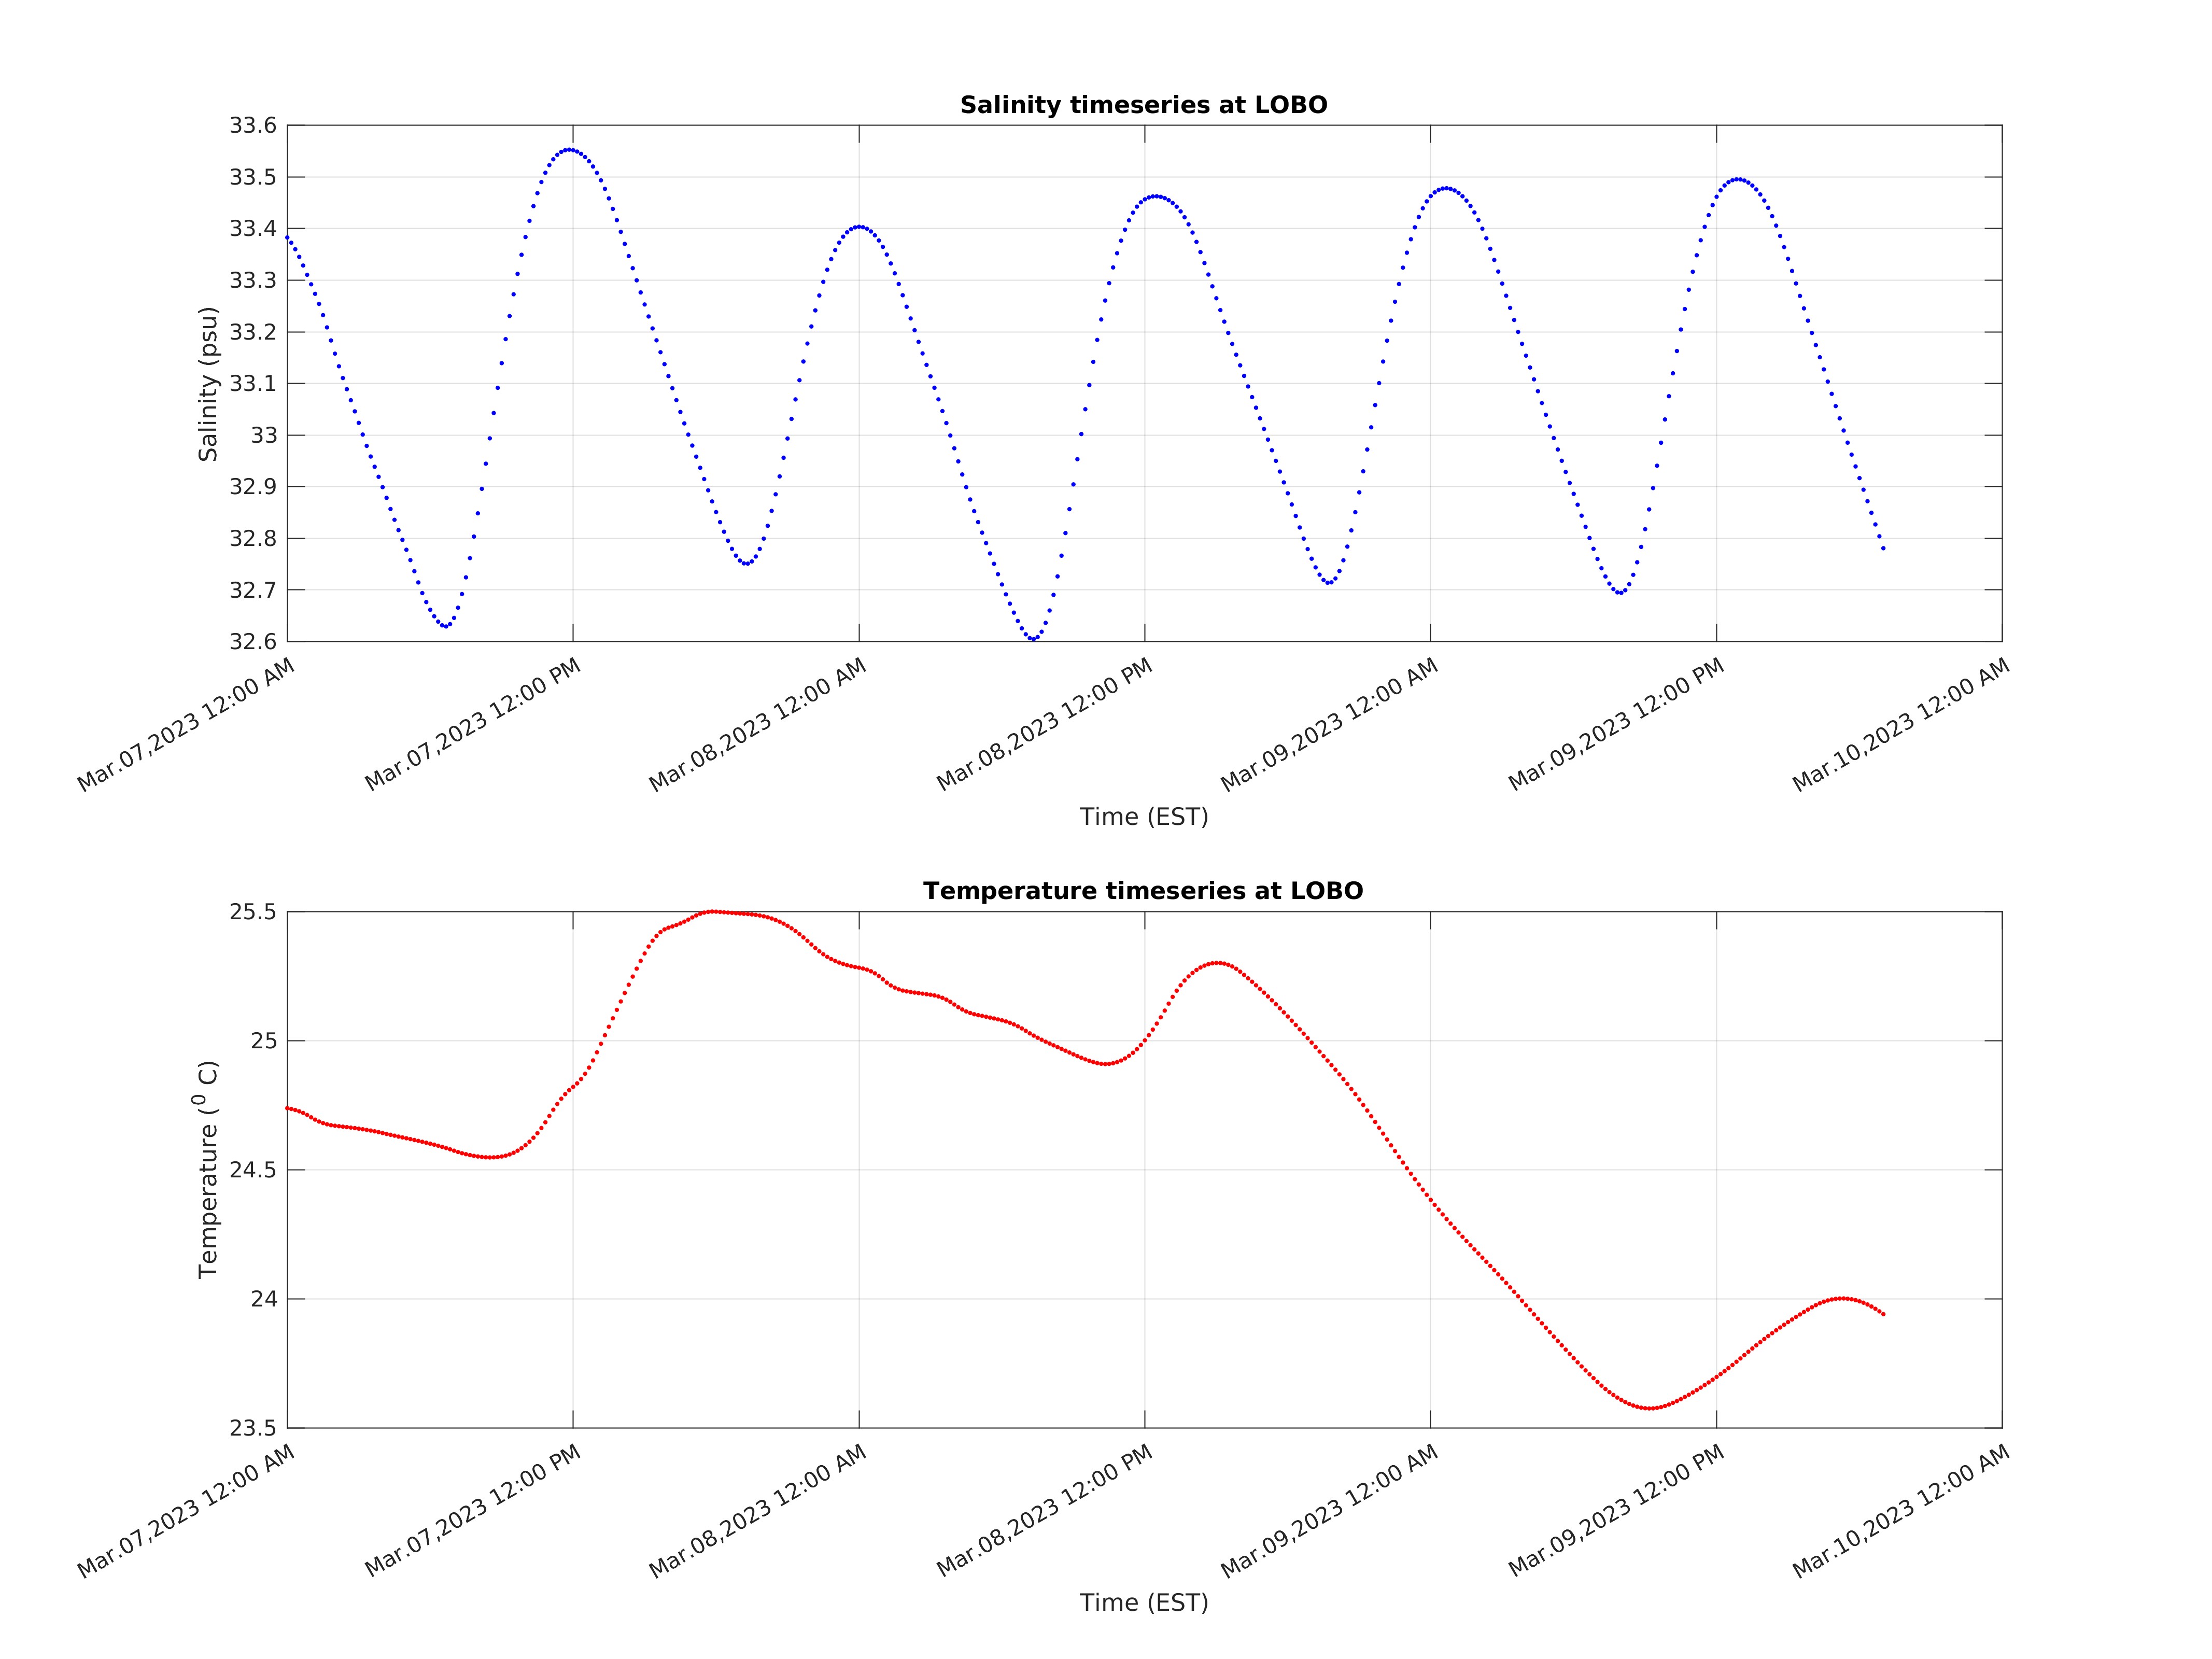 Salinity timeseries at LOBO
33.6
33.5
33.4
33.3
33.2
33.1
33
32.9
32.8
32.7
32.6
Salinity (psu)
Mar.07,2023 12:00 AM
Mar.07,2023 12:00 PM
Mar.08,2023 12:00 AM
Mar.08,2023 12:00 PM
Mar.09,2023 12:00 AM
Mar.09,2023 12:00 PM
Mar.10,2023 12:00 AM
Time (EST)
Temperature timeseries at LOBO
25.5
25
24.5
24
23.5
Temperature (⁰ C)
Mar.07,2023 12:00 AM
Mar.07,2023 12:00 PM
Mar.08,2023 12:00 AM
Mar.08,2023 12:00 PM
Mar.09,2023 12:00 AM
Mar.09,2023 12:00 PM
Mar.10,2023 12:00 AM
Time (EST)